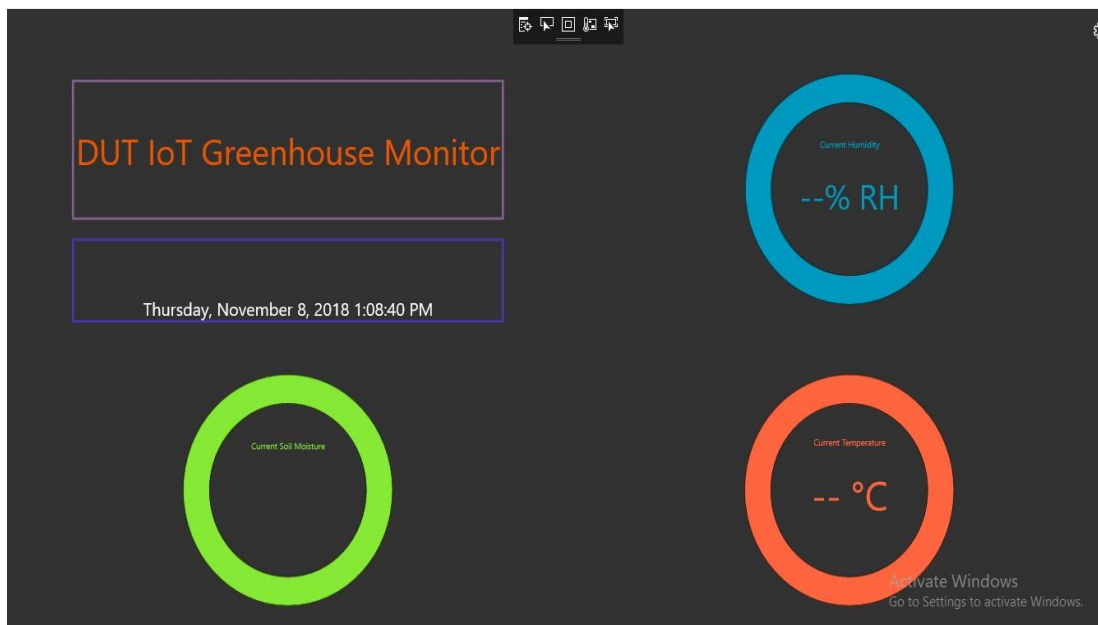 DUT IoT Greenhouse Monitor
Thursday, November 8, 2018 1:08:40 PM
Current Humidity
--% RH
Current Soil Moisture
Current Temperature
-- °C
Activate Windows
Go to Settings to activate Windows.